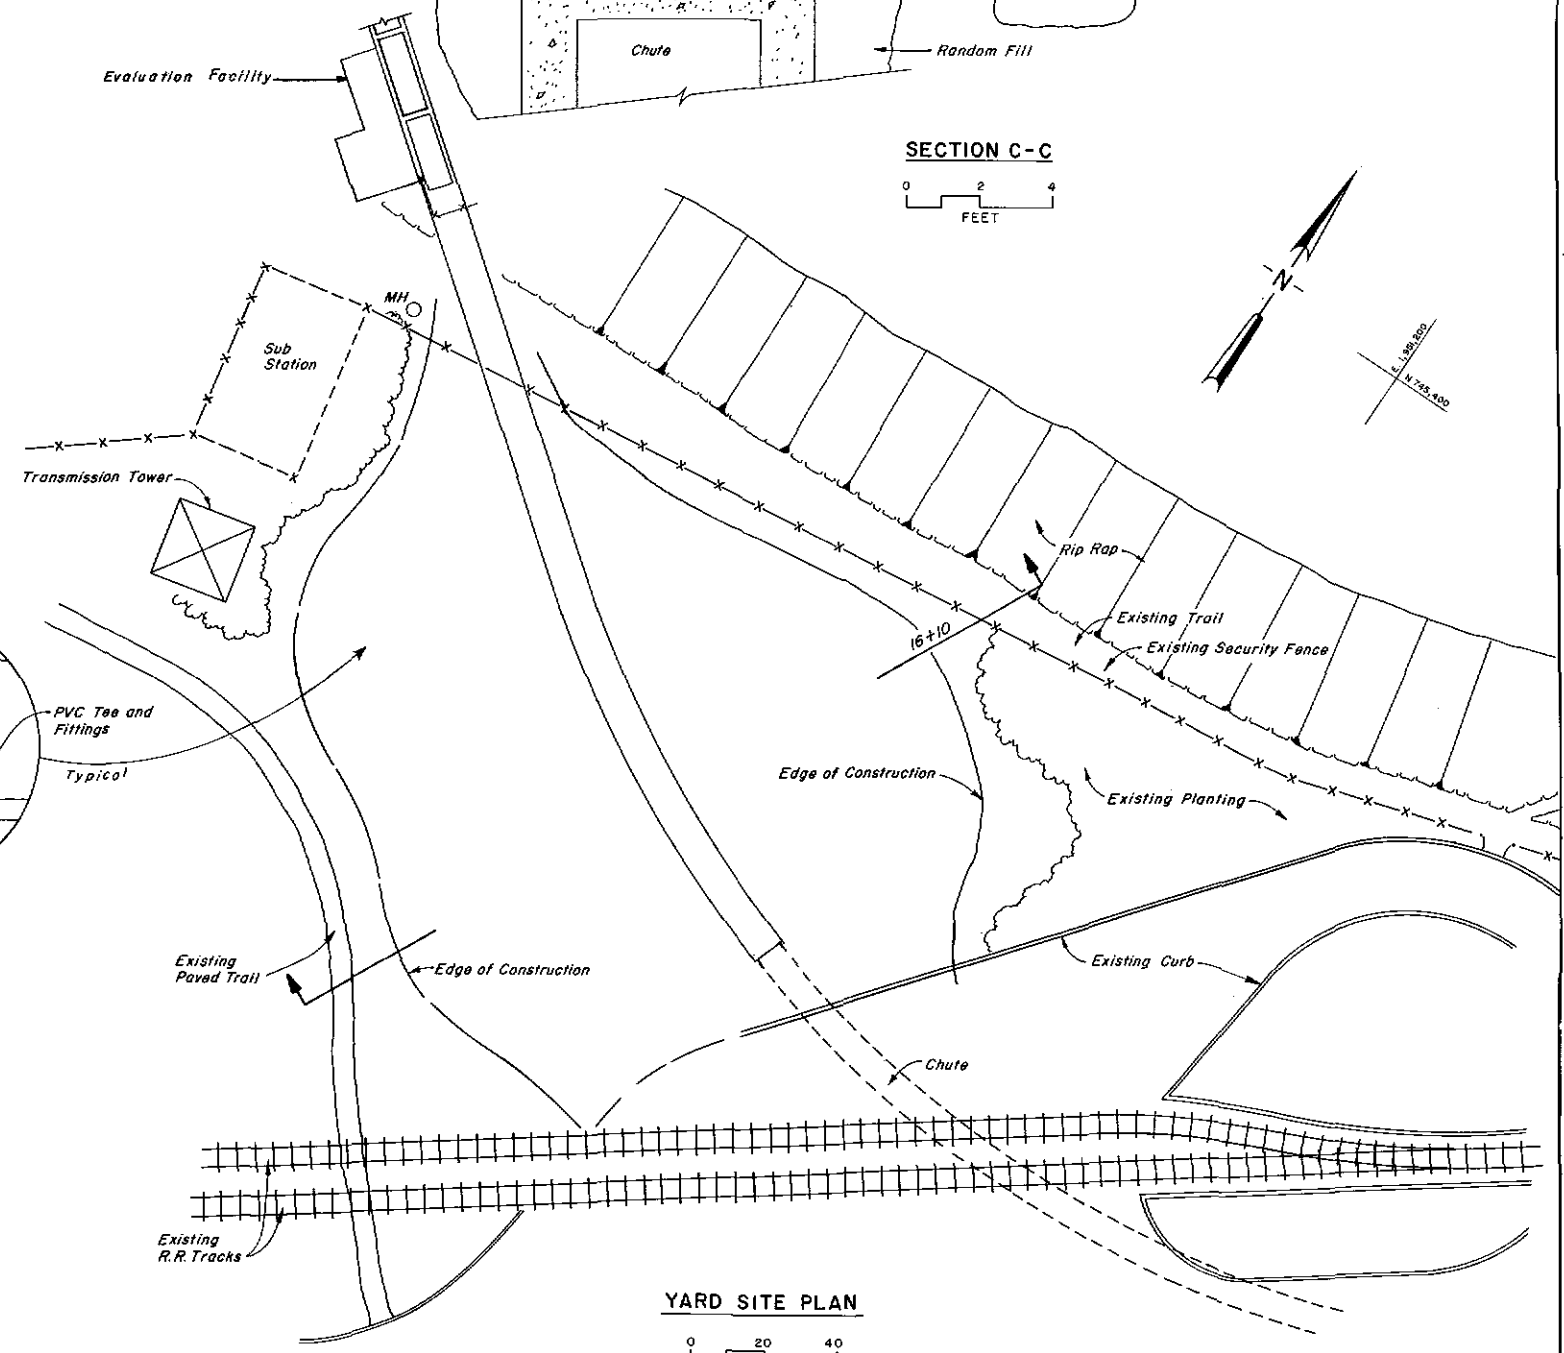 Chute
Random Fill
Evaluation Facility
SECTION C-C
0 2 4
FEET
N
E. 1,951,200
N 745,400
MH
Sub
Station
Transmission Tower
Rip Rap
16+10
Existing Trail
Existing Security Fence
PVC Tee and
Fittings
Typical
Edge of Construction
Existing Planting
Existing
Paved Trail
Edge of Construction
Existing Curb
Chute
Existing
R.R. Tracks
YARD SITE PLAN
0 20 40